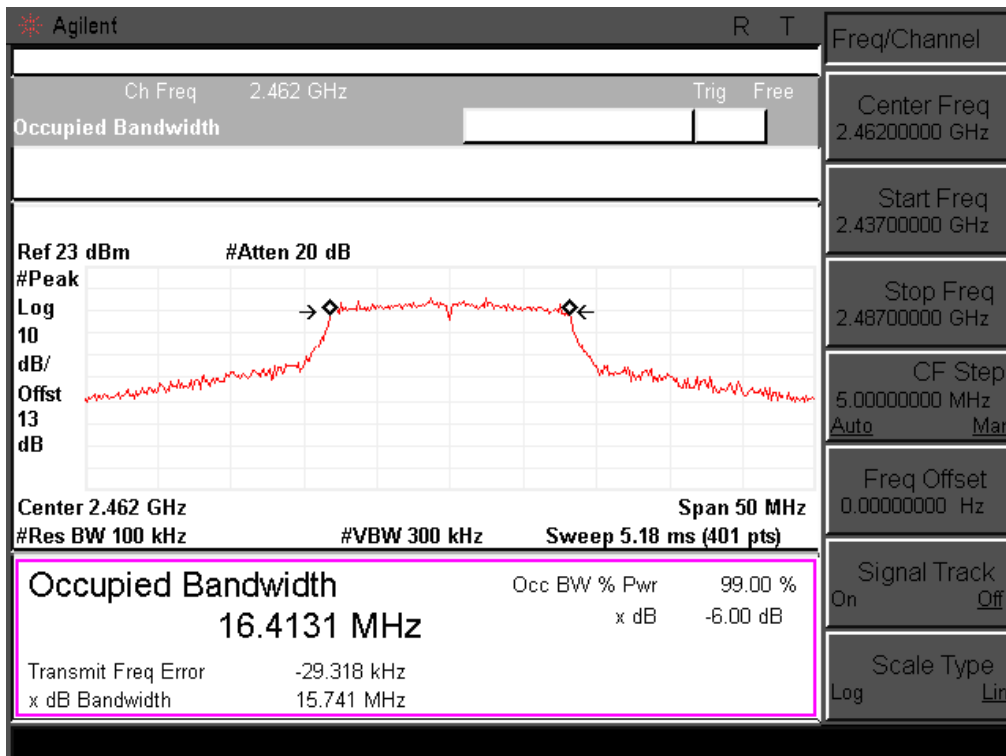 Agilent R T
Ch Freq 2.462 GHz Trig Free
Occupied Bandwidth
Ref 23 dBm #Atten 20 dB
#Peak
Log
10
dB/
Offst
13
dB
Center 2.462 GHz Span 50 MHz
#Res BW 100 kHz #VBW 300 kHz Sweep 5.18 ms (401 pts)
Occupied Bandwidth
16.4131 MHz
Occ BW % Pwr 99.00 %
x dB -6.00 dB
Transmit Freq Error -29.318 kHz
x dB Bandwidth 15.741 MHz
Freq/Channel
Center Freq
2.46200000 GHz
Start Freq
2.43700000 GHz
Stop Freq
2.48700000 GHz
CF Step
5.00000000 MHz
Auto Mar
Freq Offset
0.00000000 Hz
Signal Track
On Off
Scale Type
Log Lin